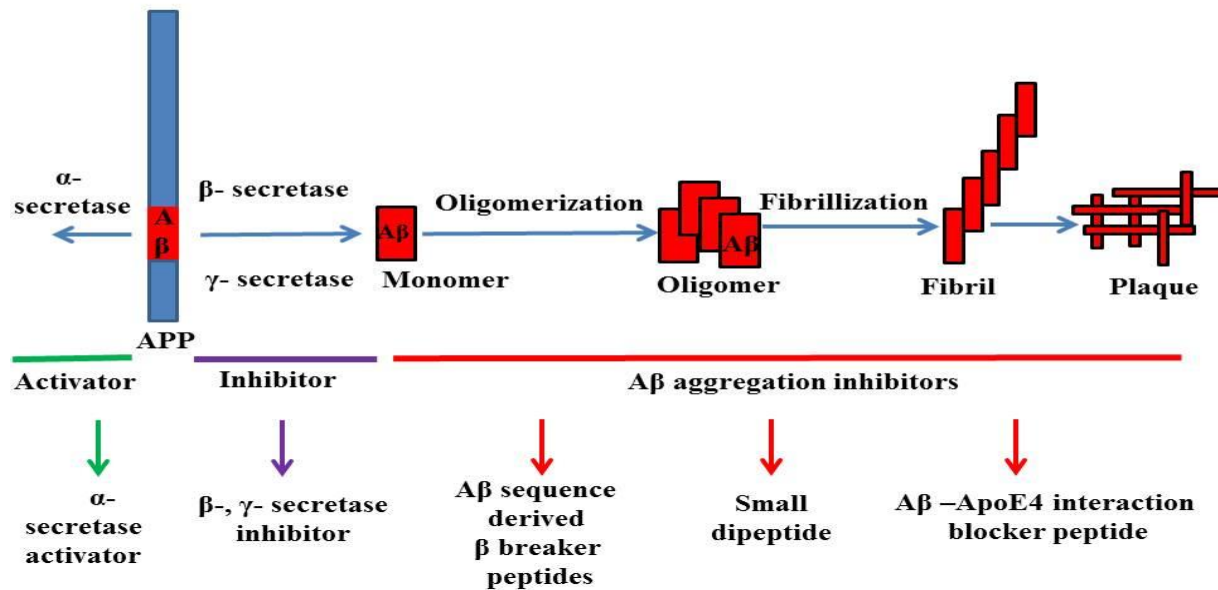 α-
secretase
A
β
β- secretase
γ- secretase
APP
Aβ
Monomer
Oligomerization
Aβ
Oligomer
Fibrillization
Fibril
Plaque
Activator
Inhibitor
Aβ aggregation inhibitors
α-
secretase
activator
β-, γ- secretase
inhibitor
Aβ sequence
derived
β breaker
peptides
Small
dipeptide
Aβ –ApoE4 interaction
blocker peptide